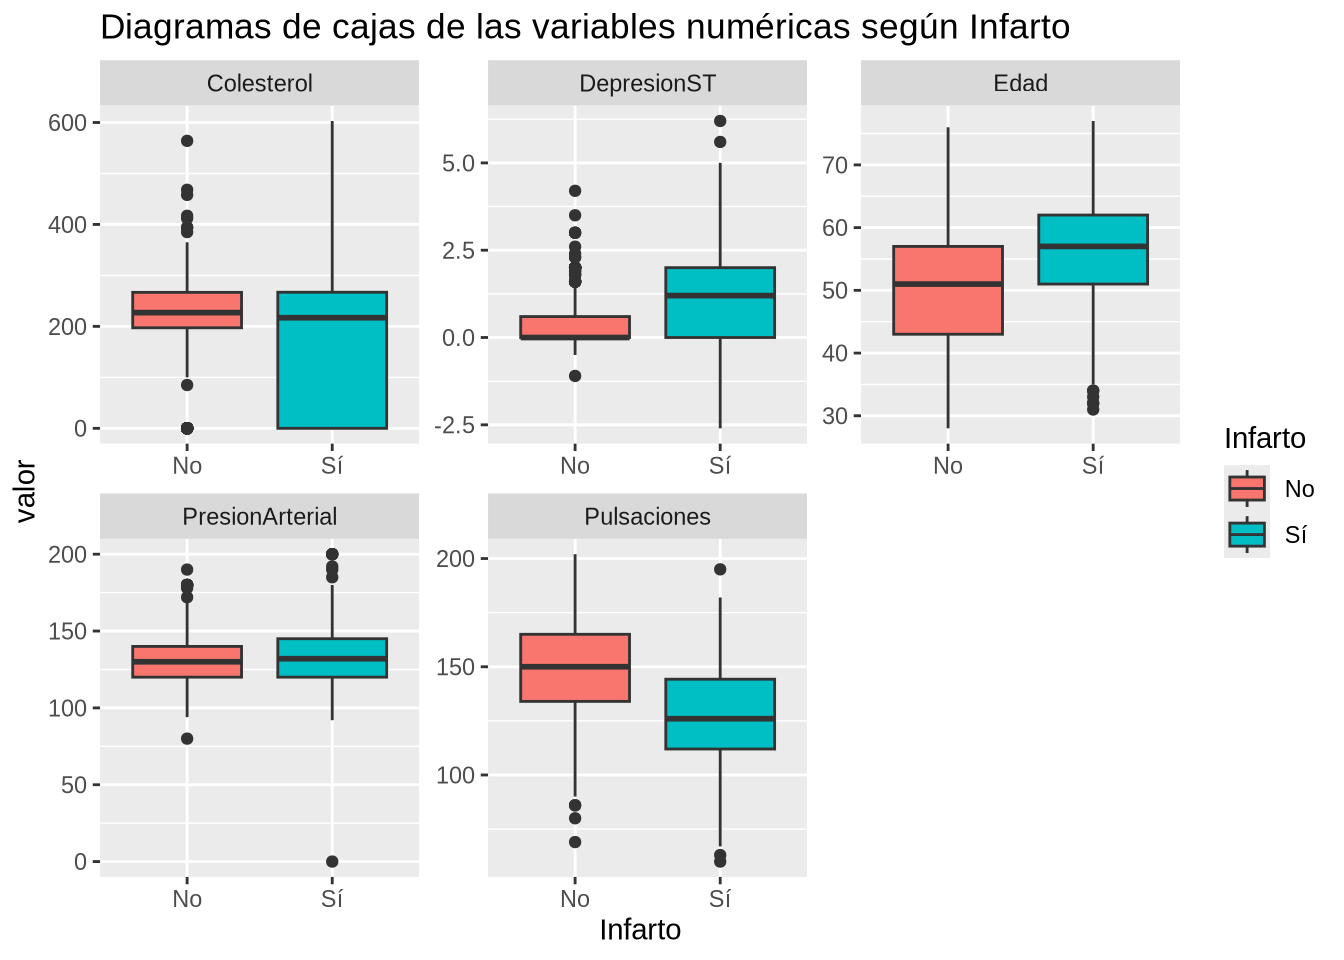 Diagramas de cajas de las variables numéricas según Infarto
Colesterol
DepresionST
Edad
600
400
200
0
5.0
2.5
0.0
-2.5
70
60
50
40
30
No
Sí
No
Sí
No
Sí
valor
PresionArterial
Pulsaciones
200
150
100
50
0
200
150
100
No
Sí
No
Sí
Infarto
Infarto
No
Sí